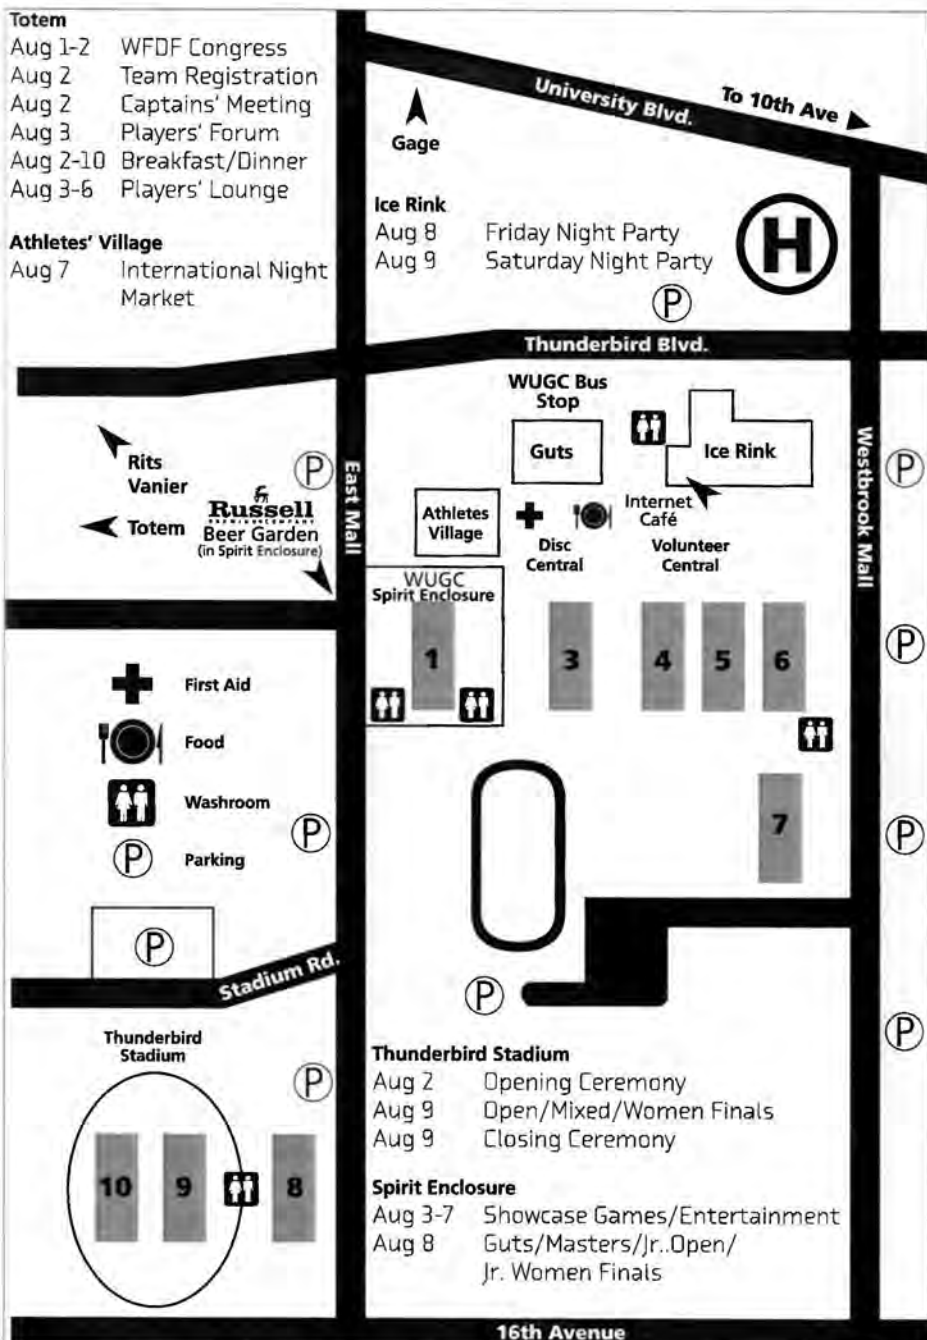 Totem
Aug 1-2 WFDF Congress
Aug 2 Team Registration
Aug 2 Captains' Meeting
Aug 3 Players' Forum
Aug 2-10 Breakfast/Dinner
Aug 3-6 Players' Lounge
Athletes' Village
Aug 7 International Night
Market
University Blvd.
To 10th Ave
Gage
Ice Rink
Aug 8 Friday Night Party
Aug 9 Saturday Night Party
H
P
Thunderbird Blvd.
WUGC Bus
Stop
Guts
Ice Rink
Internet
Café
Athletes
Village
Disc
Central
Volunteer
Central
Rits
Vanier
Totem
P
East Mall
Westbrook Mall
P
Russell
BREWING COMPANY
Beer Garden
(in Spirit Enclosure)
WUGC
Spirit Enclosure
1
3
4
5
6
P
7
P
First Aid
Food
Washroom
P Parking
P
P
Stadium Rd.
P
P
Thunderbird
Stadium
P
10
9
8
Thunderbird Stadium
Aug 2 Opening Ceremony
Aug 9 Open/Mixed/Women Finals
Aug 9 Closing Ceremony
Spirit Enclosure
Aug 3-7 Showcase Games/Entertainment
Aug 8 Guts/Masters/Jr..Open/
Jr. Women Finals
16th Avenue